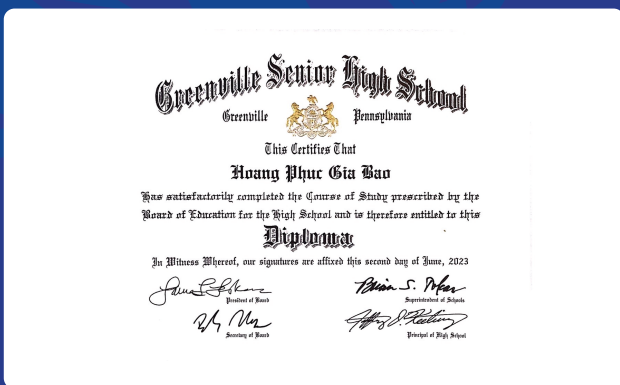 Greenville Senior High School
Greenville Pennsylvania
This Certifies That
Hoang Phuc Gia Bao
Has satisfactorily completed the Course of Study prescribed by the
Board of Education for the High School and is therefore entitled to this
Diploma
In Witness Whereof, our signatures are affixed this second day of June, 2023
President of Board
Superintendent of Schools
Secretary of Board
Principal of High School